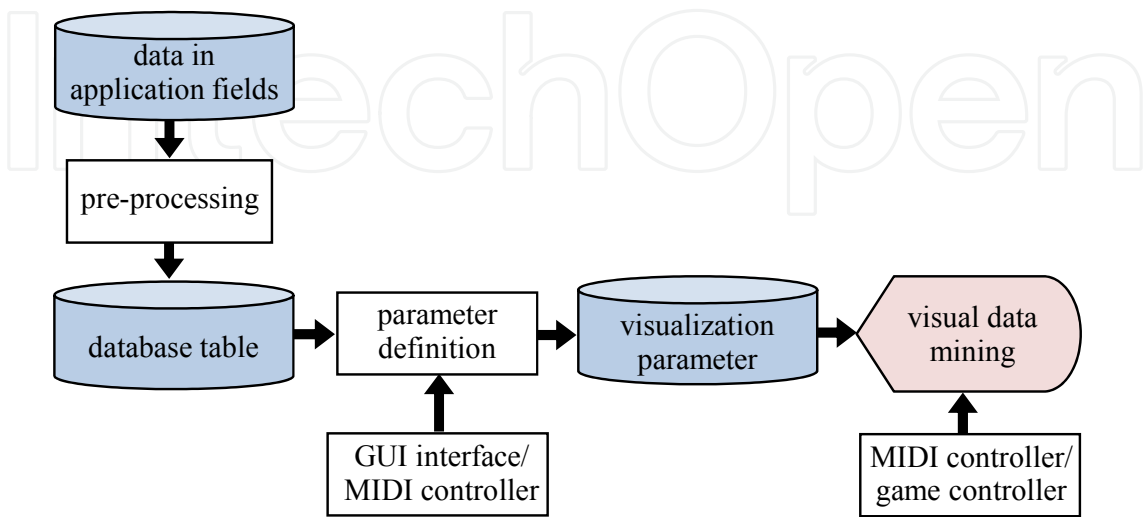 IntechOpen
data in
application fields
pre-processing
database table
parameter
definition
visualization
parameter
visual data
mining
GUI interface/
MIDI controller
MIDI controller/
game controller